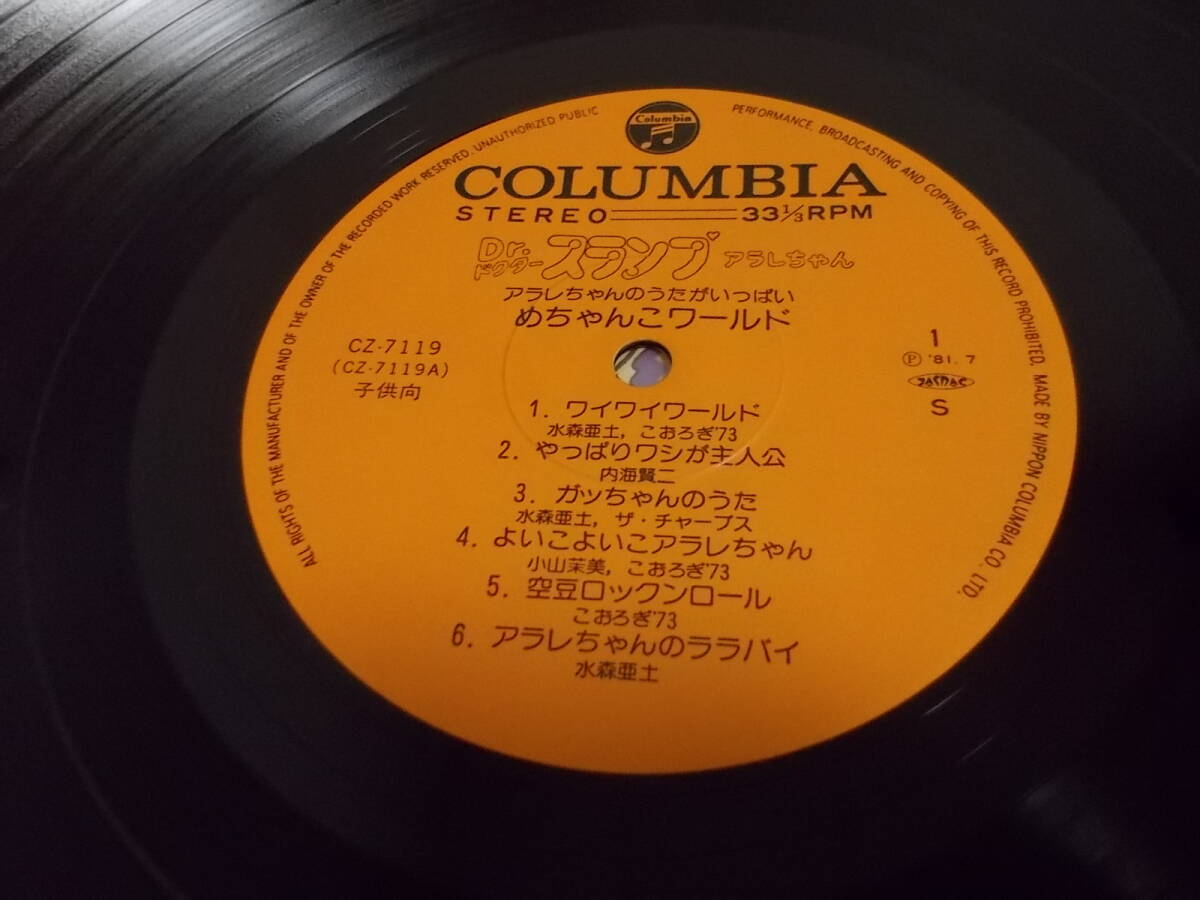 Columbia
ALL RIGHTS OF THE MANUFACTURER AND OF THE OWNER OF THE RECORDED WORK RESERVED. UNAUTHORIZED PUBLIC PERFORMANCE, BROADCASTING AND COPYING OF THIS RECORD PROHIBITED. MADE BY NIPPON COLUMBIA CO., LTD.
COLUMBIA
STEREO 33⅓RPM
Dr.スランプ アラレちゃん
ドクター
アラレちゃんのうたがいっぱい
めちゃんこワールド
CZ-7119
(CZ-7119A)
子供向
1
Ⓟ '81.7
JASRAC
S
1. ワイワイワールド
水森亜土, こおろぎ'73
2. やっぱりワシが主人公
内海賢二
3. ガッちゃんのうた
水森亜土, ザ・チャープス
4. よいこよいこアラレちゃん
小山茉美, こおろぎ'73
5. 空豆ロックンロール
こおろぎ'73
6. アラレちゃんのララバイ
水森亜土